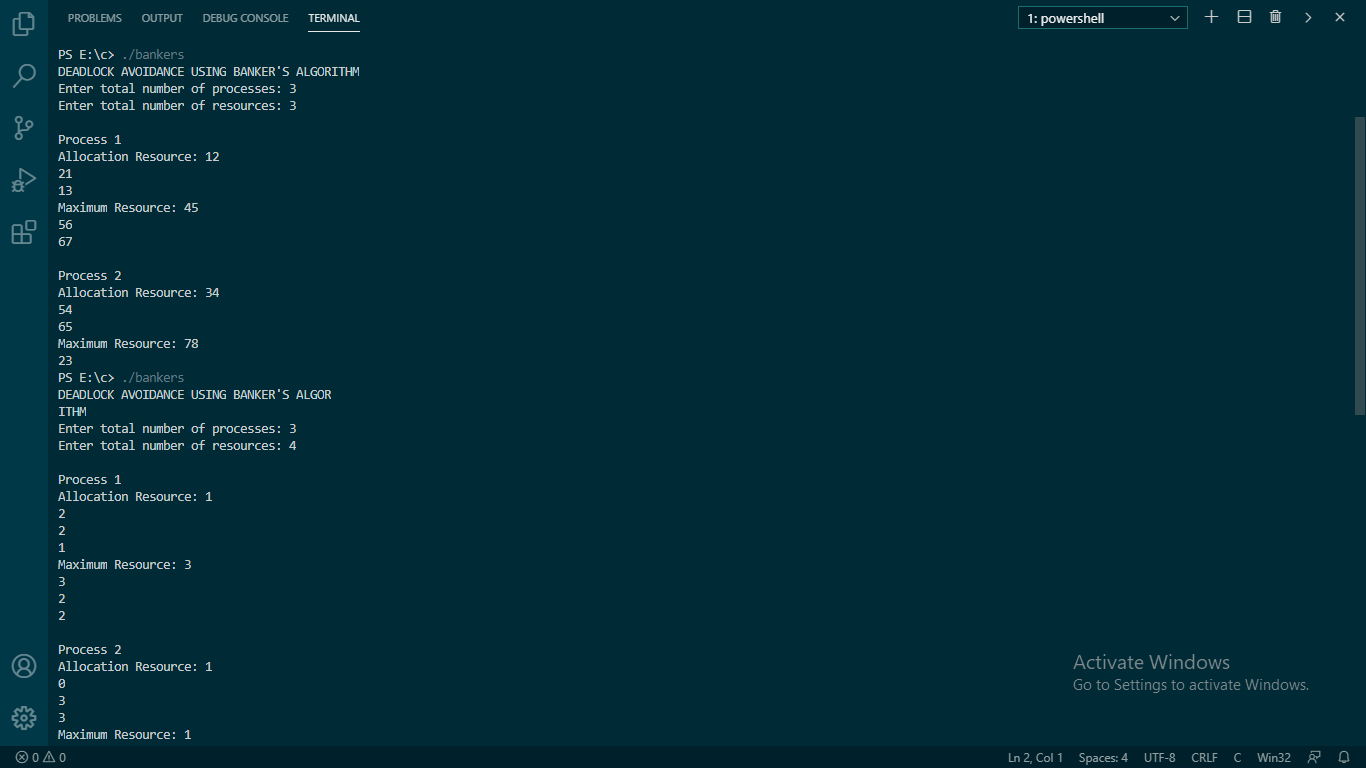 PROBLEMS OUTPUT DEBUG CONSOLE TERMINAL 1: powershell
PS E:\c> ./bankers
DEADLOCK AVOIDANCE USING BANKER'S ALGORITHM
Enter total number of processes: 3
Enter total number of resources: 3
Process 1
Allocation Resource: 12
21
13
Maximum Resource: 45
56
67
Process 2
Allocation Resource: 34
54
65
Maximum Resource: 78
23
PS E:\c> ./bankers
DEADLOCK AVOIDANCE USING BANKER'S ALGOR
ITHM
Enter total number of processes: 3
Enter total number of resources: 4
Process 1
Allocation Resource: 1
2
2
1
Maximum Resource: 3
3
2
2
Process 2
Allocation Resource: 1
0
3
3
Maximum Resource: 1
Activate Windows
Go to Settings to activate Windows.
0 0 Ln 2, Col 1 Spaces: 4 UTF-8 CRLF C Win32